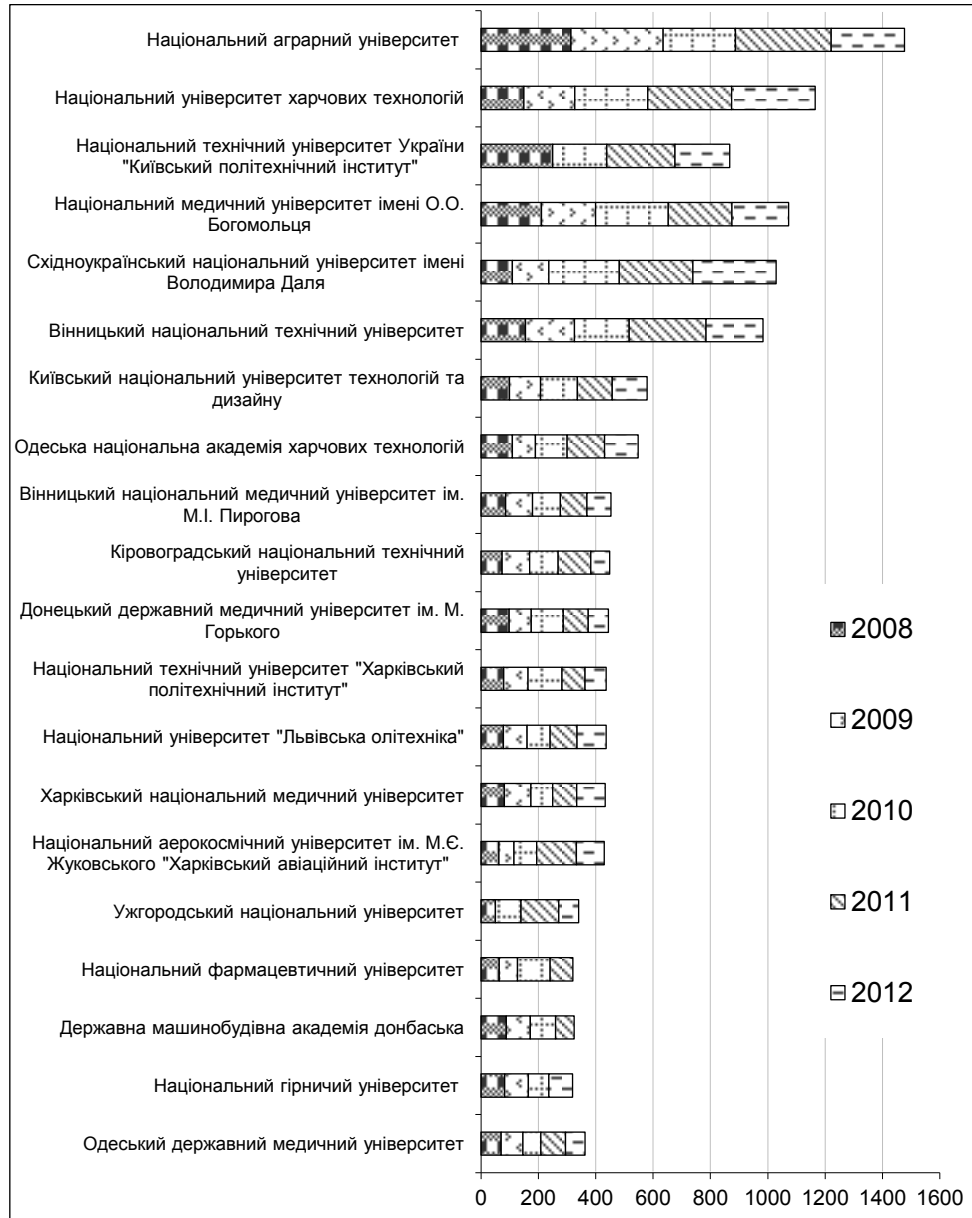 Національний аграрний університет
Національний університет харчових технологій
Національний технічний університет України
"Київський політехнічний інститут"
Національний медичний університет імені О.О.
Богомольця
Східноукраїнський національний університет імені
Володимира Даля
Вінницький національний технічний університет
Київський національний університет технологій та
дизайну
Одеська національна академія харчових технологій
Вінницький національний медичний університет ім.
М.І. Пирогова
Кіровоградський національний технічний
університет
Донецький державний медичний університет ім. М.
Горького
Національний технічний університет "Харківський
політехнічний інститут"
Національний університет "Львівська олітехніка"
Харківський національний медичний університет
Національний аерокосмічний університет ім. М.Є.
Жуковського "Харківський авіаційний інститут"
Ужгородський національний університет
Національний фармацевтичний університет
Державна машинобудівна академія донбаська
Національний гірничий університет
Одеський державний медичний університет
2008
2009
2010
2011
2012
0 200 400 600 800 1000 1200 1400 1600